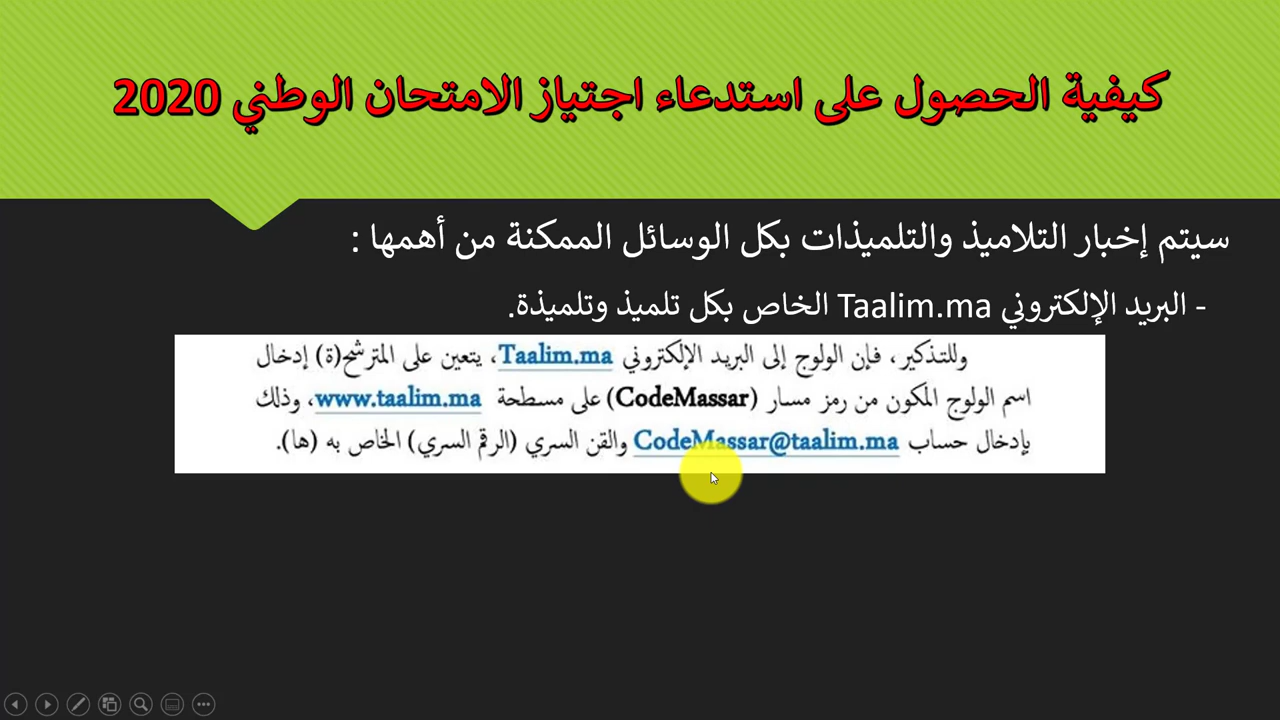 كيفية الحصول على استدعاء اجتياز الامتحان الوطني 2020
سيتم إخبار التلاميذ والتلميذات بكل الوسائل الممكنة من أهمها :
- البريد الإلكتروني Taalim.ma الخاص بكل تلميذ وتلميذة.
وللتذكير، فإن الولوج إلى البريد الإلكتروني Taalim.ma، يتعين على المترشح(ة) إدخال
اسم الولوج المكون من رمز مسار (CodeMassar) على مسطحة www.taalim.ma، وذلك
بإدخال حساب CodeMassar@taalim.ma والقن السري (الرقم السري) الخاص به (ها).